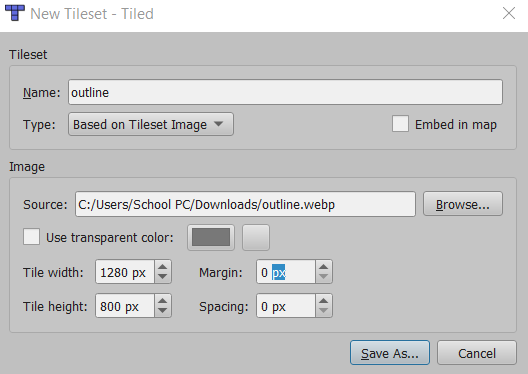 New Tileset - Tiled
Tileset
Name: outline
Type: Based on Tileset Image Embed in map
Image
Source: C:/Users/School PC/Downloads/outline.webp Browse...
Use transparent color:
Tile width: 1280 px Margin: 0 px
Tile height: 800 px Spacing: 0 px
Save As... Cancel